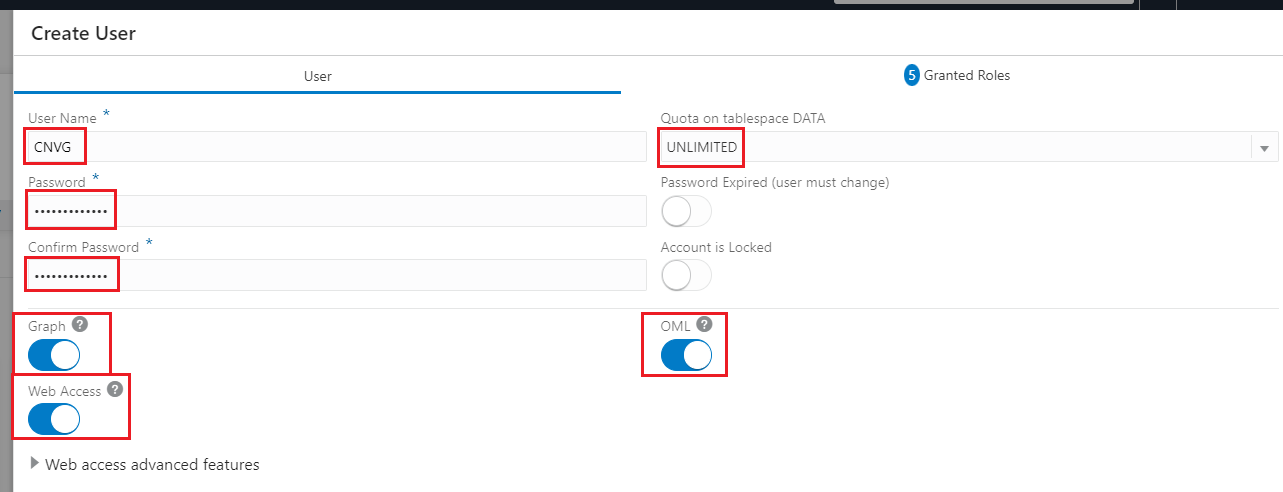 Create User
User
5 Granted Roles
User Name *
Quota on tablespace DATA
CNVG
UNLIMITED
Password *
Password Expired (user must change)
•••••••••••••
Confirm Password *
Account is Locked
•••••••••••••
Graph ?
OML ?
Web Access ?
Web access advanced features